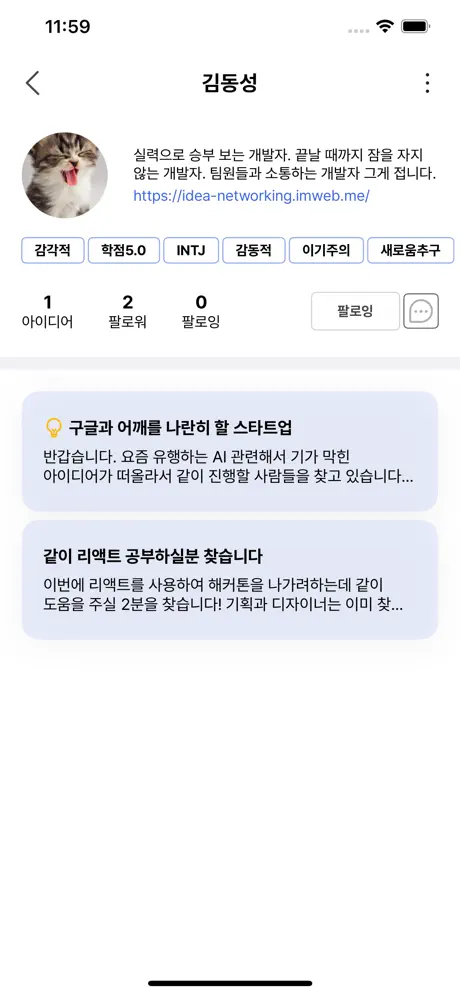 11:59
김동성
실력으로 승부 보는 개발자. 끝날 때까지 잠을 자지
않는 개발자. 팀원들과 소통하는 개발자 그게 접니다.
https://idea-networking.imweb.me/
감각적 학점5.0 INTJ 감동적 이기주의 새로움추구
1 2 0
아이디어 팔로워 팔로잉 팔로잉
구글과 어깨를 나란히 할 스타트업
반갑습니다. 요즘 유행하는 AI 관련해서 기가 막힌
아이디어가 떠올라서 같이 진행할 사람들을 찾고 있습니다...
같이 리액트 공부하실분 찾습니다
이번에 리액트를 사용하여 해커톤을 나가려하는데 같이
도움을 주실 2분을 찾습니다! 기획과 디자이너는 이미 찾...